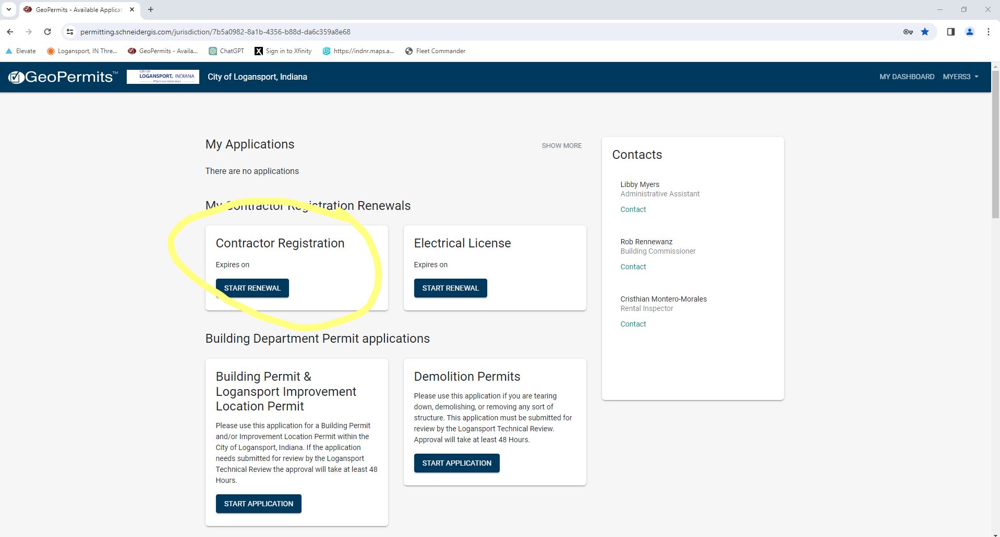 GeoPermits - Available Applicat
permitting.schneidergis.com/jurisdiction/7b5a0982-8a1b-4356-b88d-da6c359a8e68
Elevate
Logansport, IN Thre...
GeoPermits - Availa...
ChatGPT
Sign in to Xfinity
https://indnr.maps.a...
Fleet Commander
GeoPermits™
CITY OF
LOGANSPORT, INDIANA
City of Logansport, Indiana
MY DASHBOARD
MYERS3
My Applications
SHOW MORE
There are no applications
My Contractor Registration Renewals
Contractor Registration
Expires on
START RENEWAL
Electrical License
Expires on
START RENEWAL
Building Department Permit applications
Building Permit &
Logansport Improvement
Location Permit
Please use this application for a Building Permit
and/or Improvement Location Permit within the
City of Logansport, Indiana. If the application
needs submitted for review by the Logansport
Technical Review the approval will take at least 48
Hours.
START APPLICATION
Demolition Permits
Please use this application if you are tearing
down, demolishing, or removing any sort of
structure. This application must be submitted for
review by the Logansport Technical Review.
Approval will take at least 48 Hours.
START APPLICATION
Contacts
Libby Myers
Administrative Assistant
Contact
Rob Rennewanz
Building Commissioner
Contact
Cristhian Montero-Morales
Rental Inspector
Contact